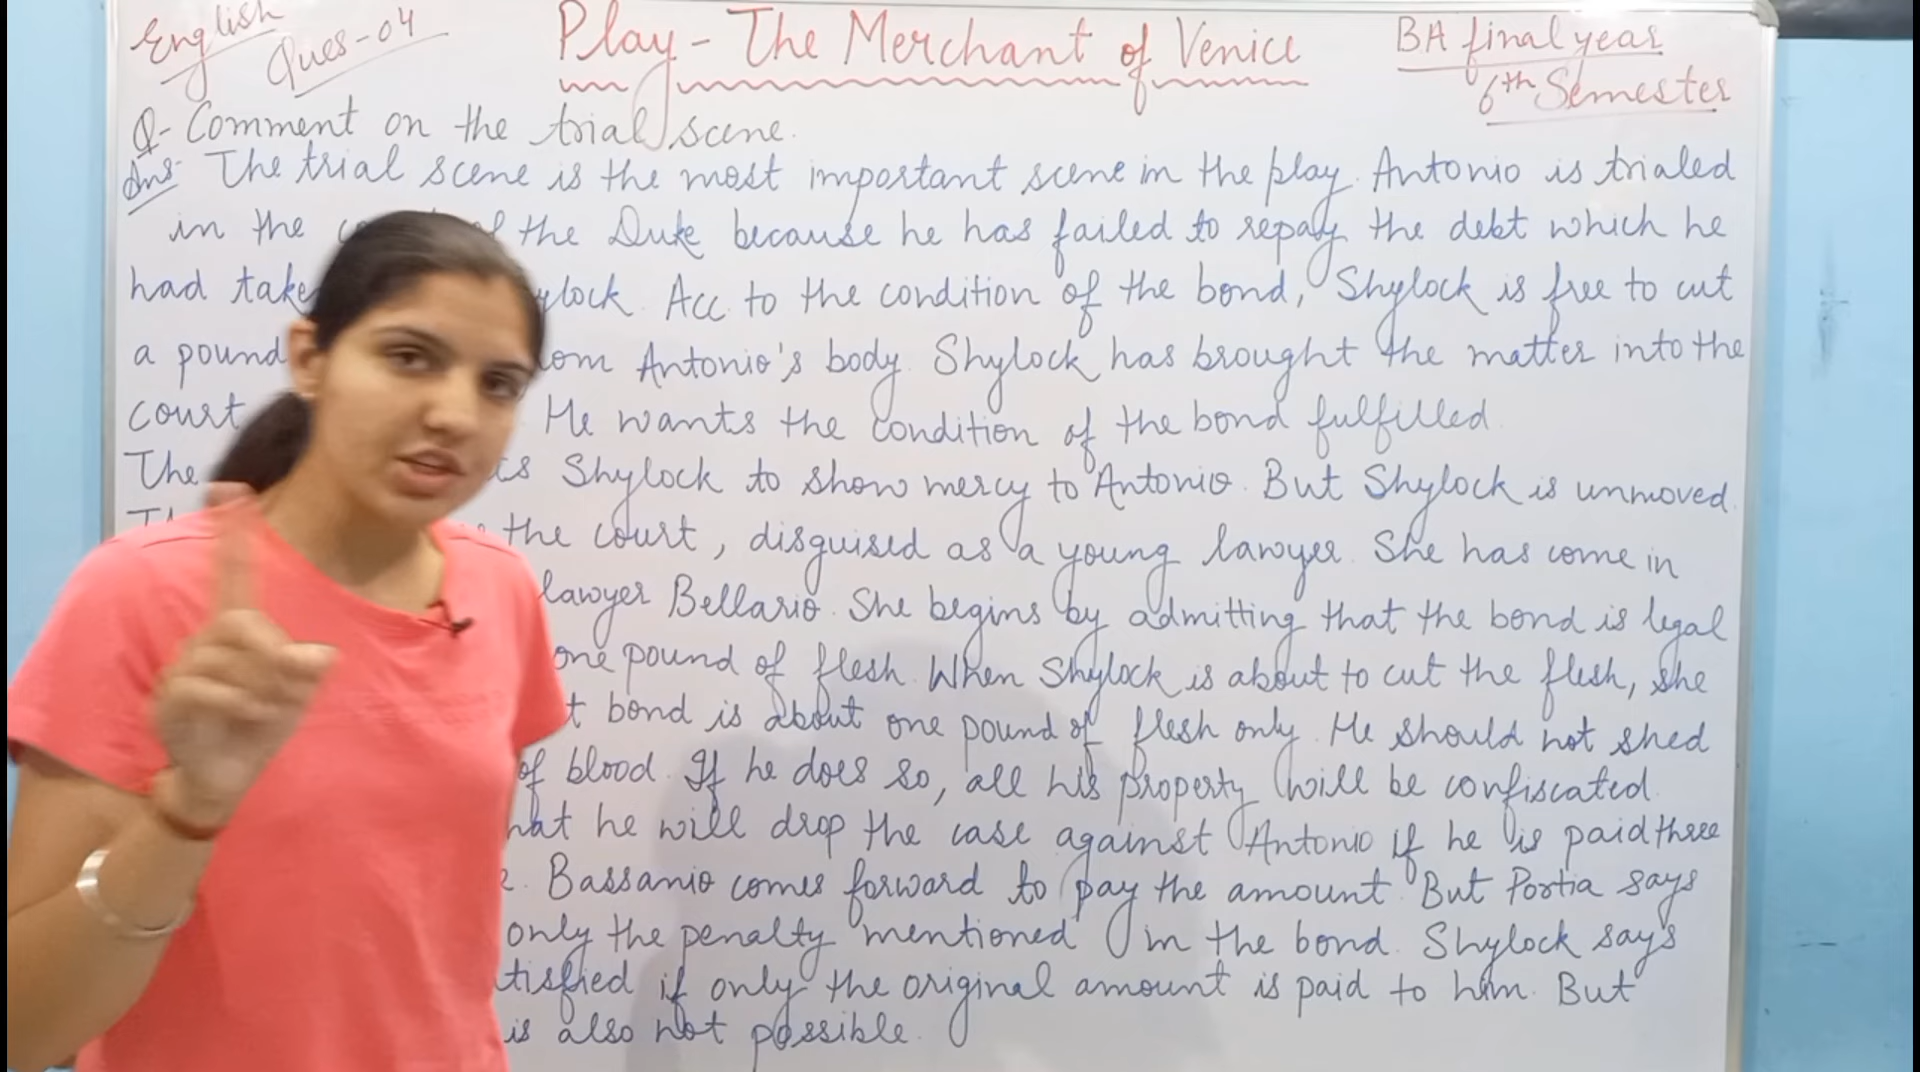 English
Ques-04
Play - The Merchant of Venice
BA final year
6th Semester
Q- Comment on the trial scene.
Ans- The trial scene is the most important scene in the play. Antonio is trialed
in the of the Duke because he has failed to repay the debt which he
had Acc to the condition of the bond, Shylock is free to cut
a pound Antonio's body. Shylock has brought the matter into the
court He wants the condition of the bond fulfilled.
The Shylock to show mercy to Antonio. But Shylock is unmoved.
the court, disguised as a young lawyer. She has come in
lawyer Bellario. She begins by admitting that the bond is legal
one pound of flesh. When Shylock is about to cut the flesh, she
bond is about one pound of flesh only. He should not shed
of blood. If he does so, all his property will be confiscated.
he will drop the case against Antonio if he is paid three
Bassanio comes forward to pay the amount. But Portia says
only the penalty mentioned in the bond. Shylock says
if only the original amount is paid to him. But
is also not possible.